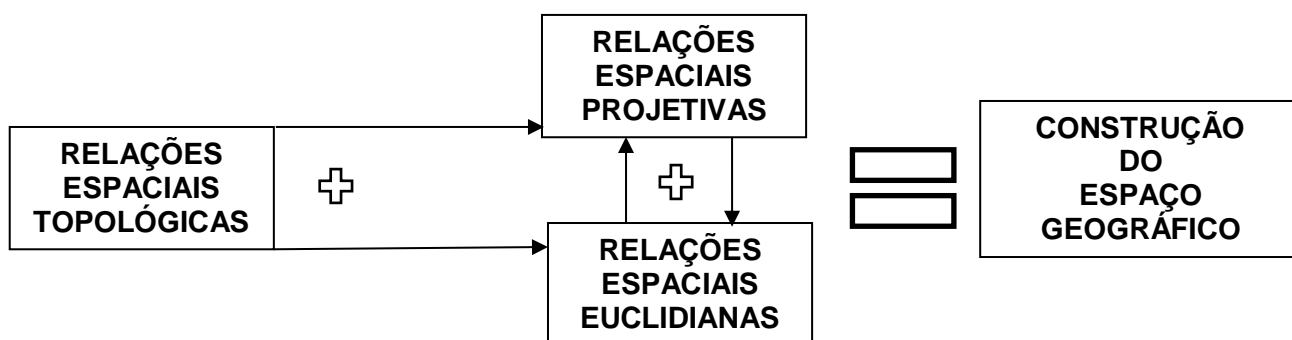 RELAÇÕES
ESPACIAIS
TOPOLÓGICAS
RELAÇÕES
ESPACIAIS
PROJETIVAS
RELAÇÕES
ESPACIAIS
EUCLIDIANAS
CONSTRUÇÃO
DO
ESPAÇO
GEOGRÁFICO